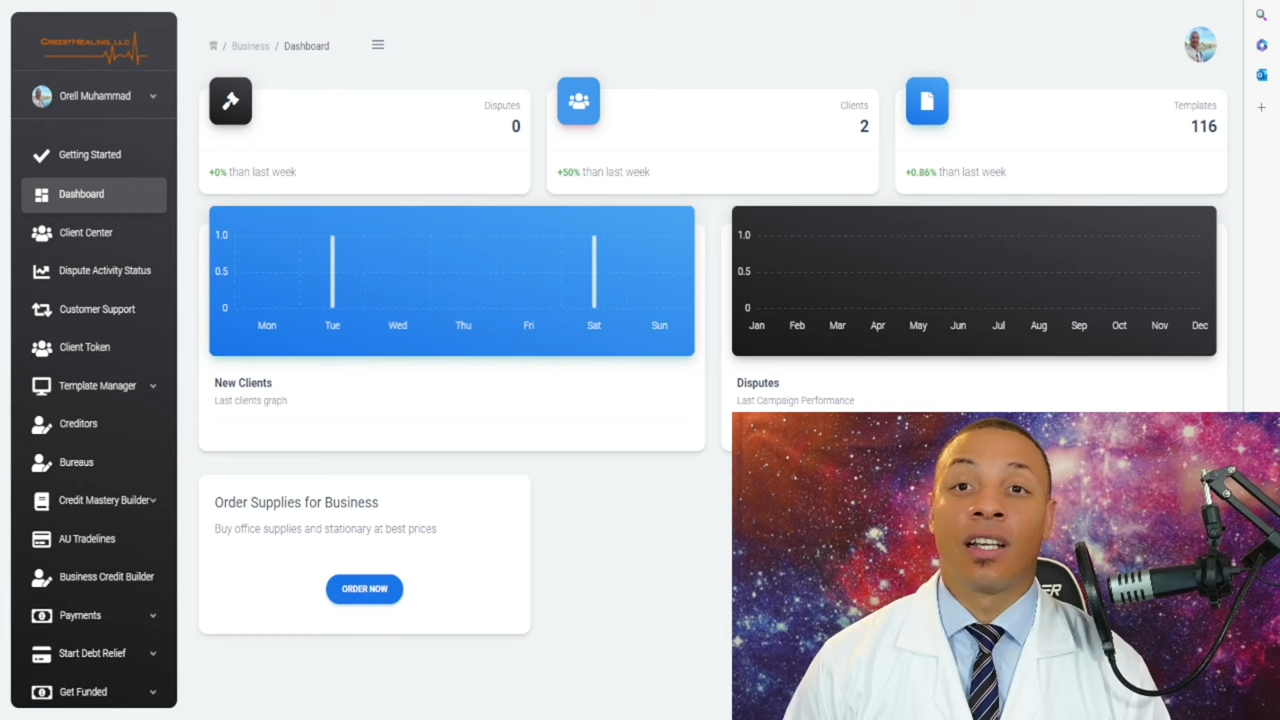 CREDITHEALING, LLC
Orell Muhammad
Getting Started
Dashboard
Client Center
Dispute Activity Status
Customer Support
Client Token
Template Manager
Creditors
Bureaus
Credit Mastery Builder
AU Tradelines
Business Credit Builder
Payments
Start Debt Relief
Get Funded
/ Business / Dashboard
Disputes
0
+0% than last week
Clients
2
+50% than last week
Templates
116
+0.86% than last week
1.0
0.5
0
Mon Tue Wed Thu Fri Sat Sun
New Clients
Last clients graph
1.0
0.5
0
Jan Feb Mar Apr May Jun Jul Aug Sep Oct Nov Dec
Disputes
Last Campaign Performance
Order Supplies for Business
Buy office supplies and stationary at best prices
ORDER NOW